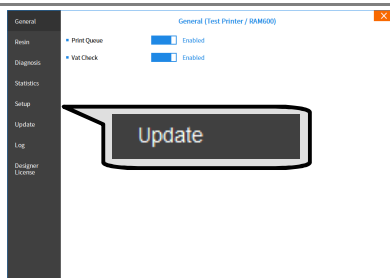 General
General (Test Printer / RAM600)
X
Resin
Print Queue
Enabled
Diagnosis
Vat Check
Enabled
Statistics
Setup
Update
Update
Log
Designer
License